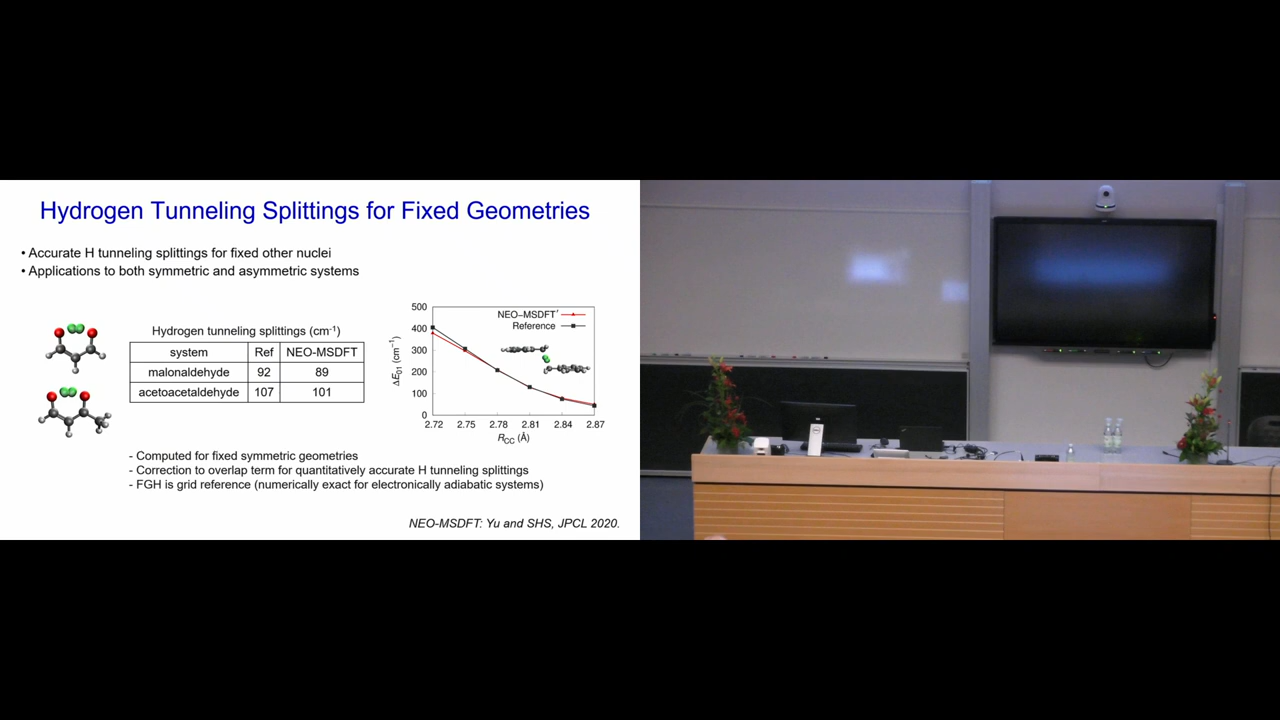 Hydrogen Tunneling Splittings for Fixed Geometries
• Accurate H tunneling splittings for fixed other nuclei
• Applications to both symmetric and asymmetric systems
Hydrogen tunneling splittings (cm⁻¹)
system Ref NEO-MSDFT
malonaldehyde 92 89
acetoacetaldehyde 107 101
500
400
300
200
100
0
ΔE01 (cm⁻¹)
NEO-MSDFT'
Reference
2.72 2.75 2.78 2.81 2.84 2.87
RCC (Å)
- Computed for fixed symmetric geometries
- Correction to overlap term for quantitatively accurate H tunneling splittings
- FGH is grid reference (numerically exact for electronically adiabatic systems)
NEO-MSDFT: Yu and SHS, JPCL 2020.